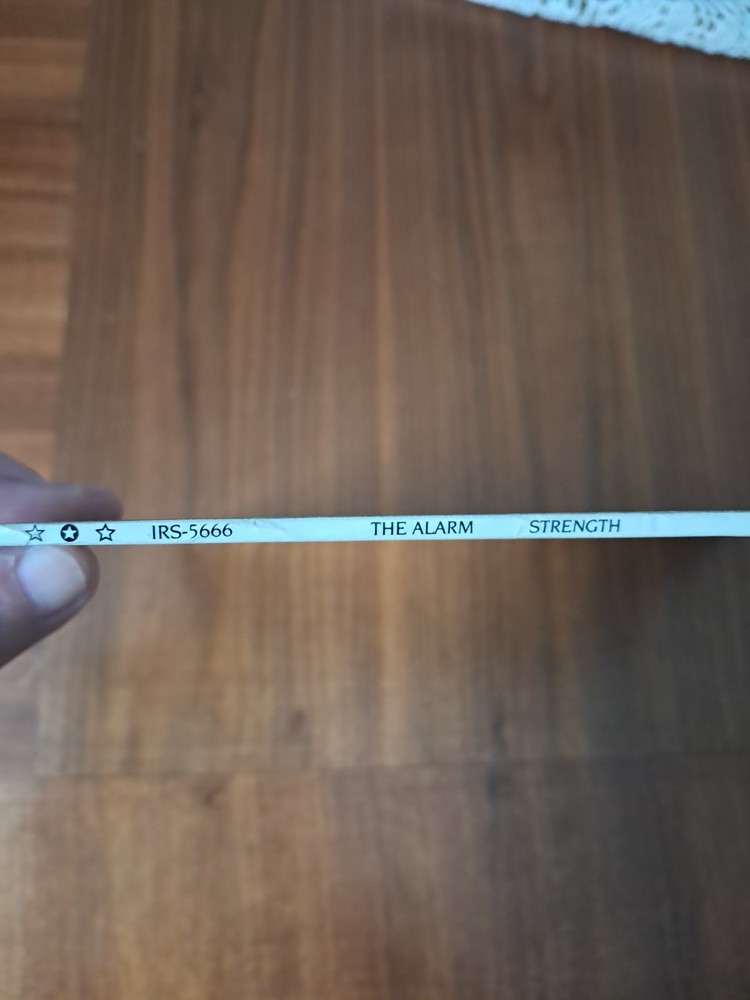 ☆ ✪ ☆ IRS-5666 THE ALARM STRENGTH